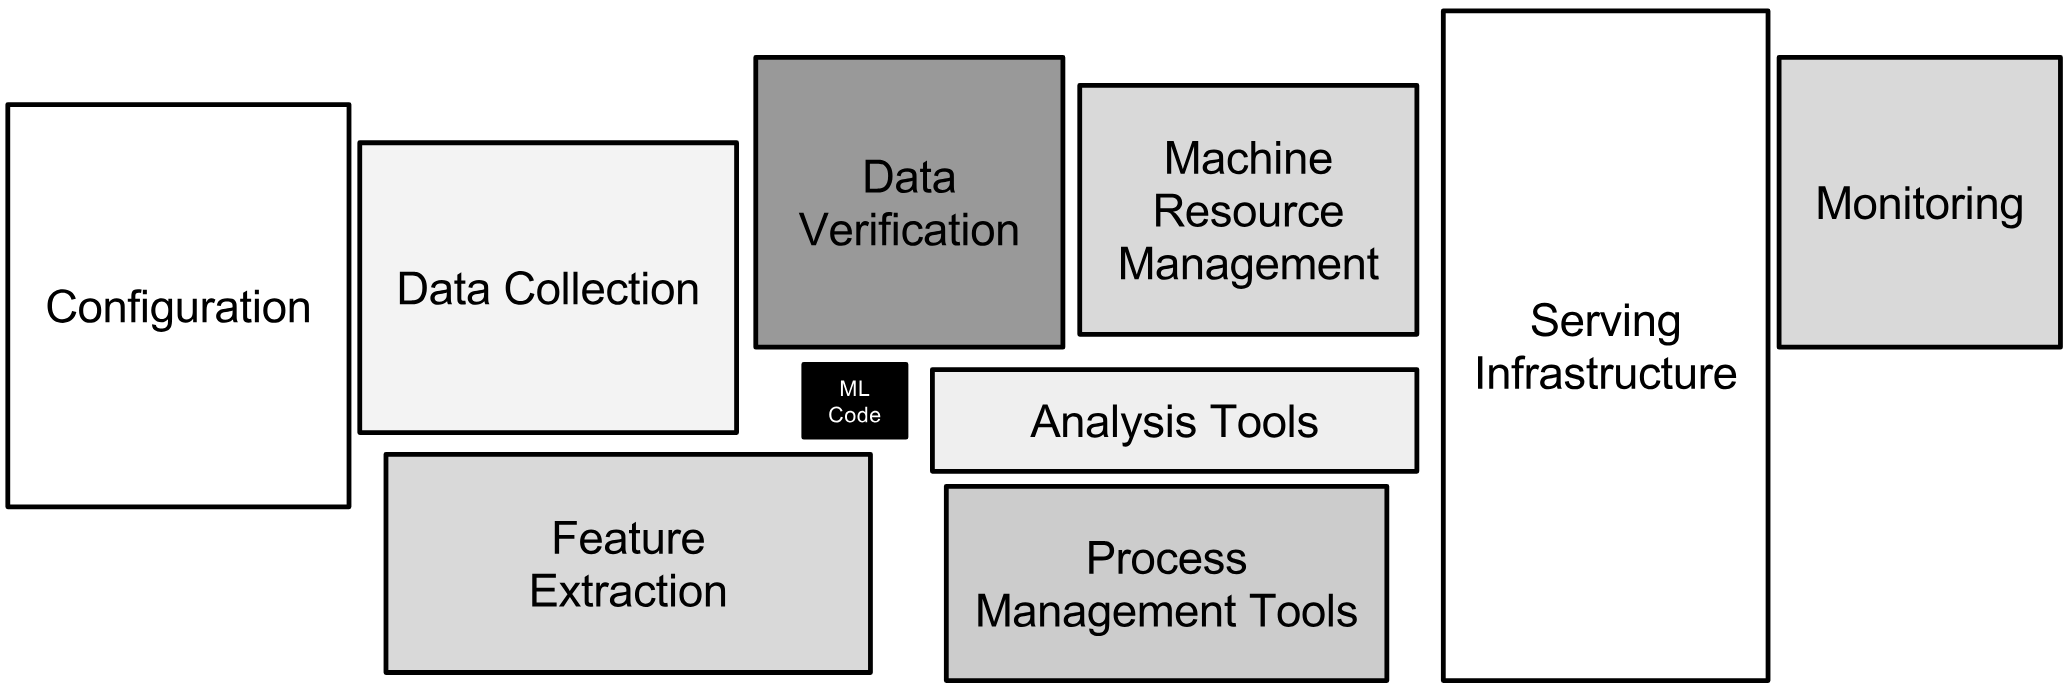 Configuration
Data Collection
Feature
Extraction
Data
Verification
ML
Code
Machine
Resource
Management
Analysis Tools
Process
Management Tools
Serving
Infrastructure
Monitoring